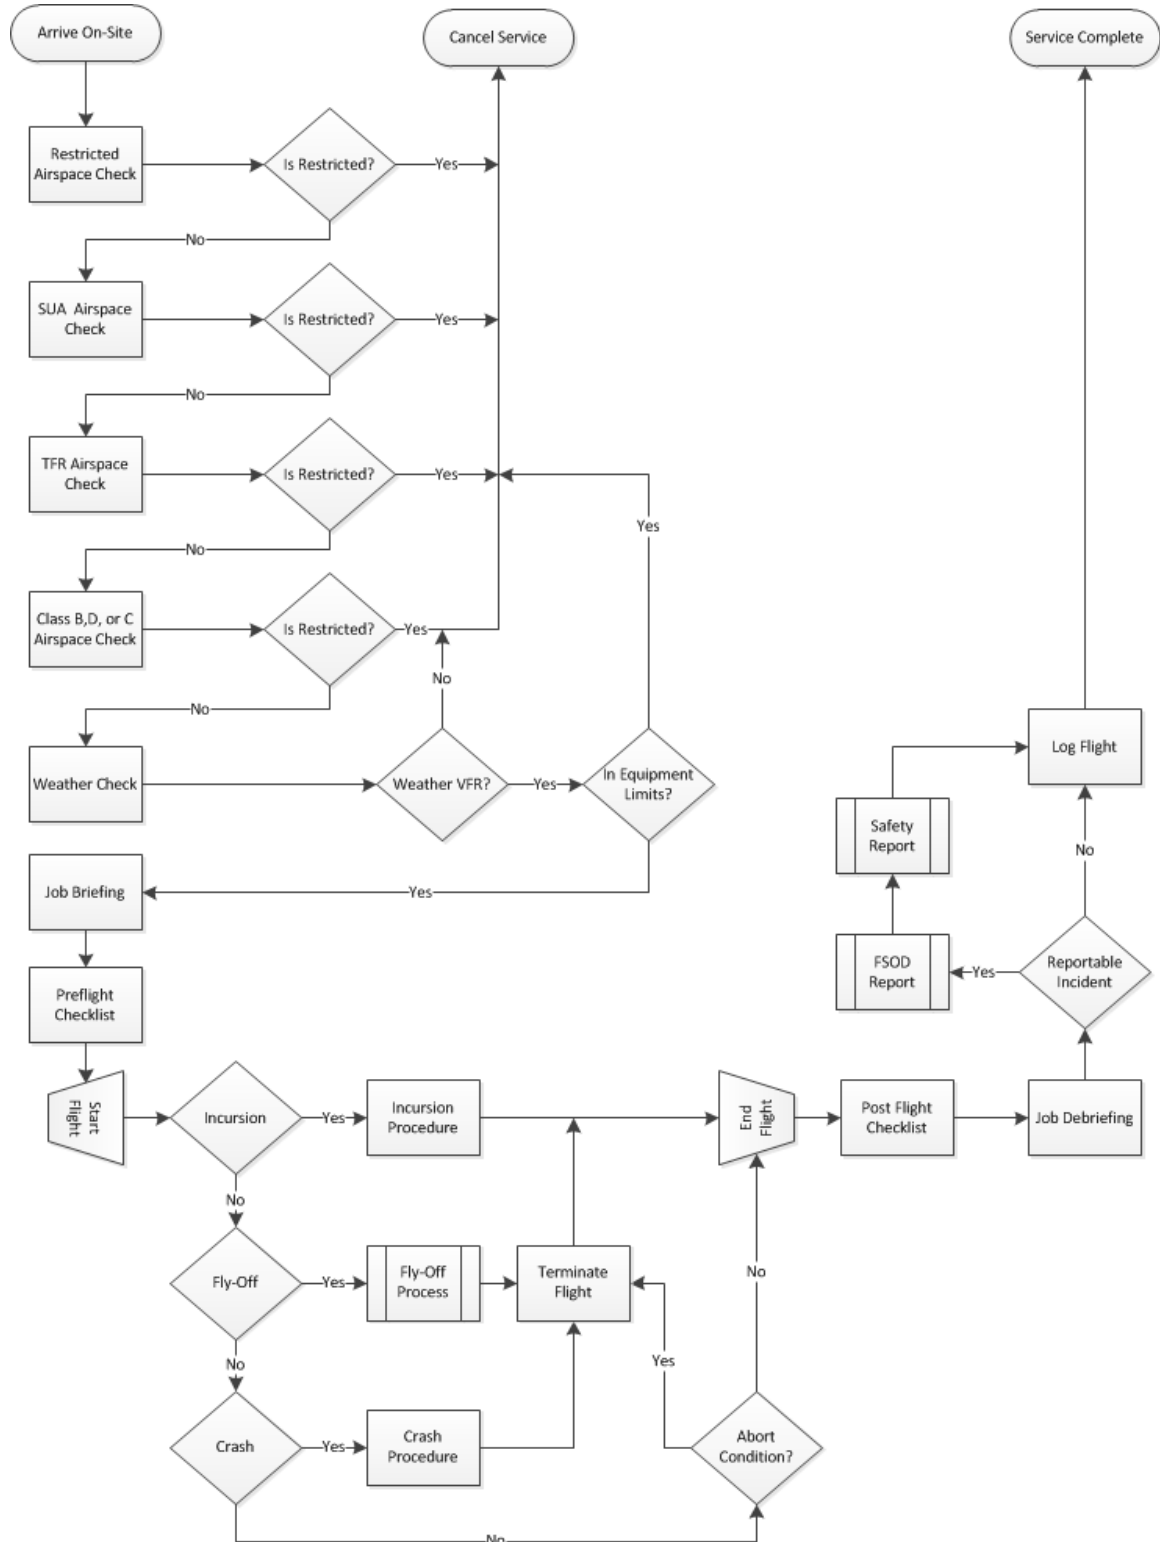 Arrive On-Site
Cancel Service
Service Complete
Restricted
Airspace Check
Is Restricted?
Yes
No
SUA  Airspace
Check
Is Restricted?
Yes
No
TFR Airspace
Check
Is Restricted?
Yes
Yes
No
Class B,D, or C
Airspace Check
Is Restricted?
Yes
No
No
Weather Check
Weather VFR?
Yes
In Equipment
Limits?
Log Flight
Safety
Report
No
Job Briefing
Yes
FSOD
Report
Yes
Reportable
Incident
Preflight
Checklist
Start
Flight
Incursion
Yes
Incursion
Procedure
End
Flight
Post Flight
Checklist
Job Debriefing
No
Fly-Off
Yes
Fly-Off
Process
Terminate
Flight
No
No
Yes
Crash
Yes
Crash
Procedure
Abort
Condition?
No